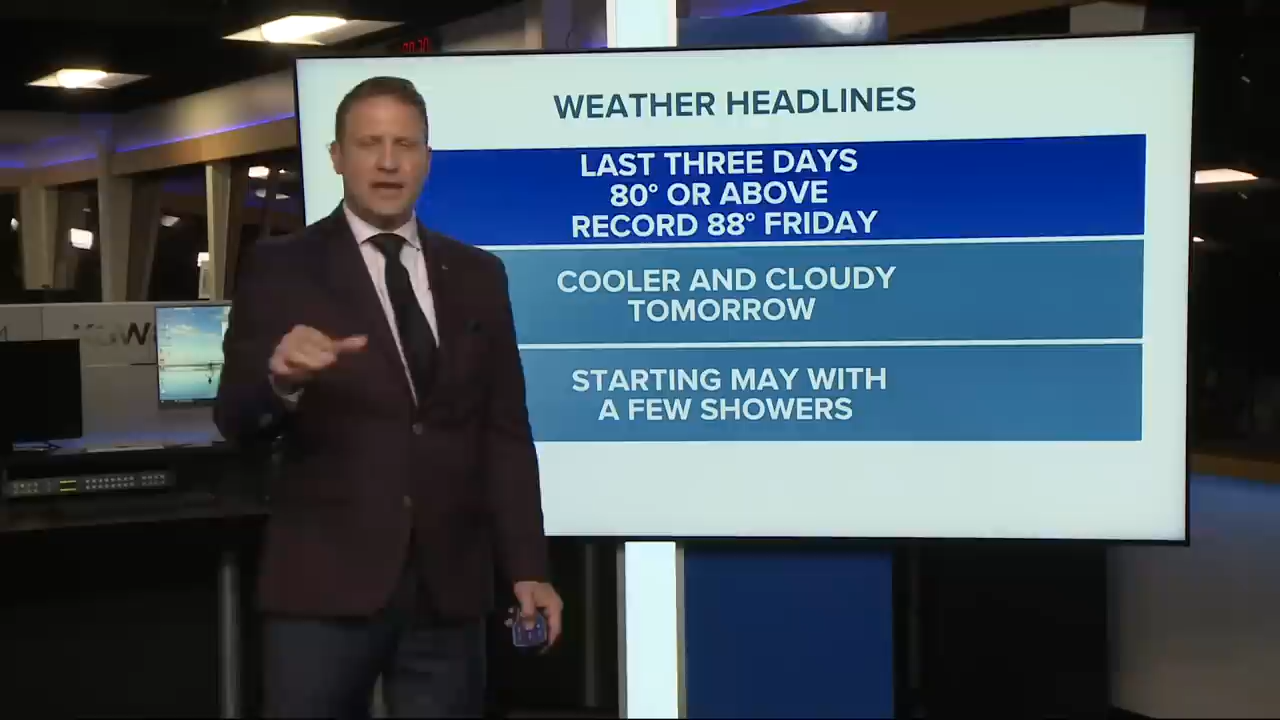 WEATHER HEADLINES
LAST THREE DAYS
80° OR ABOVE
RECORD 88° FRIDAY
COOLER AND CLOUDY
TOMORROW
STARTING MAY WITH
A FEW SHOWERS